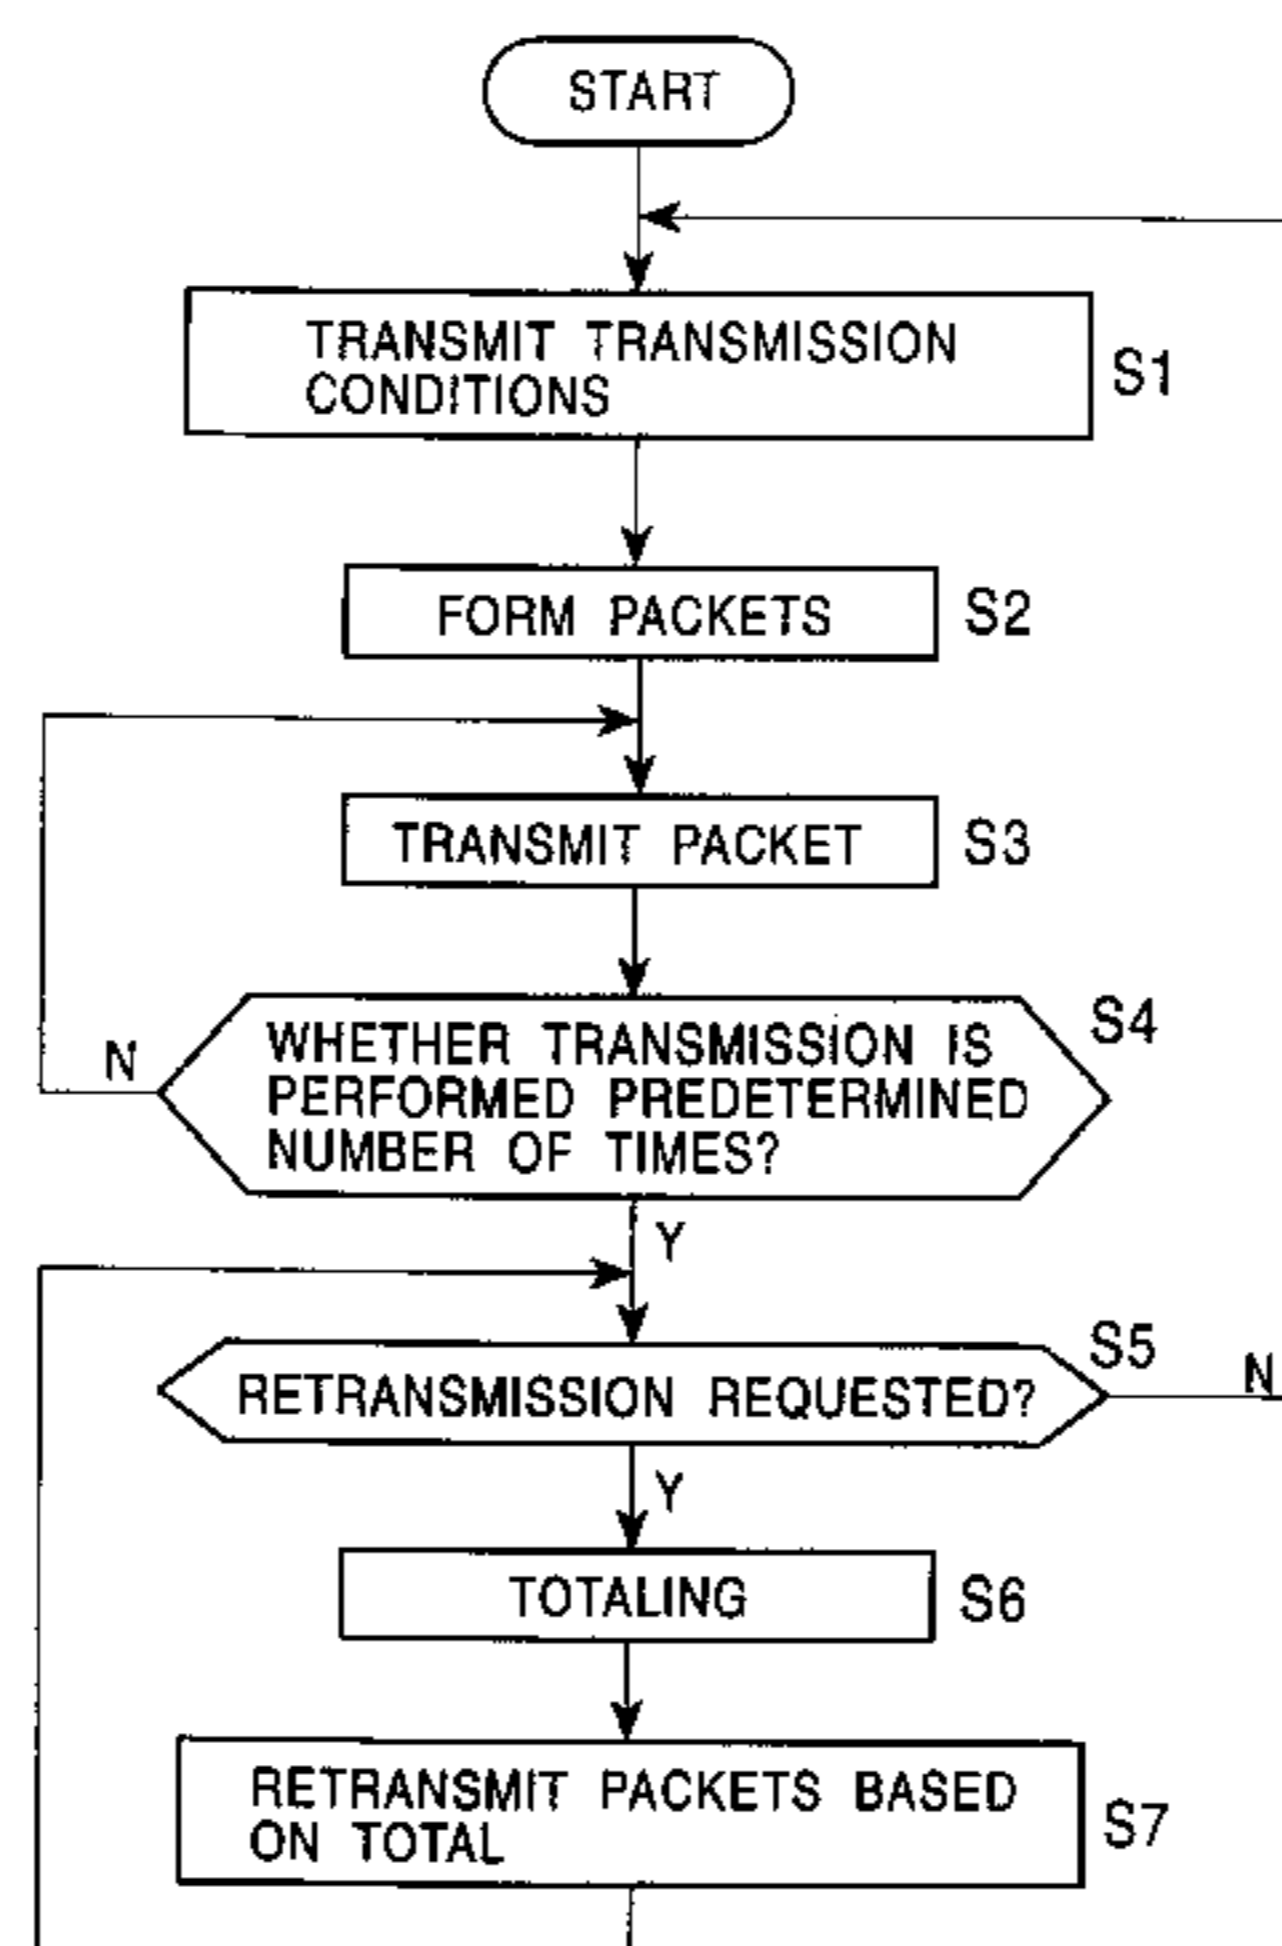 START
TRANSMIT TRANSMISSION
CONDITIONS
S1
FORM PACKETS
S2
TRANSMIT PACKET
S3
WHETHER TRANSMISSION IS
PERFORMED PREDETERMINED
NUMBER OF TIMES?
S4
N
Y
RETRANSMISSION REQUESTED?
S5
N
Y
TOTALING
S6
RETRANSMIT PACKETS BASED
ON TOTAL
S7